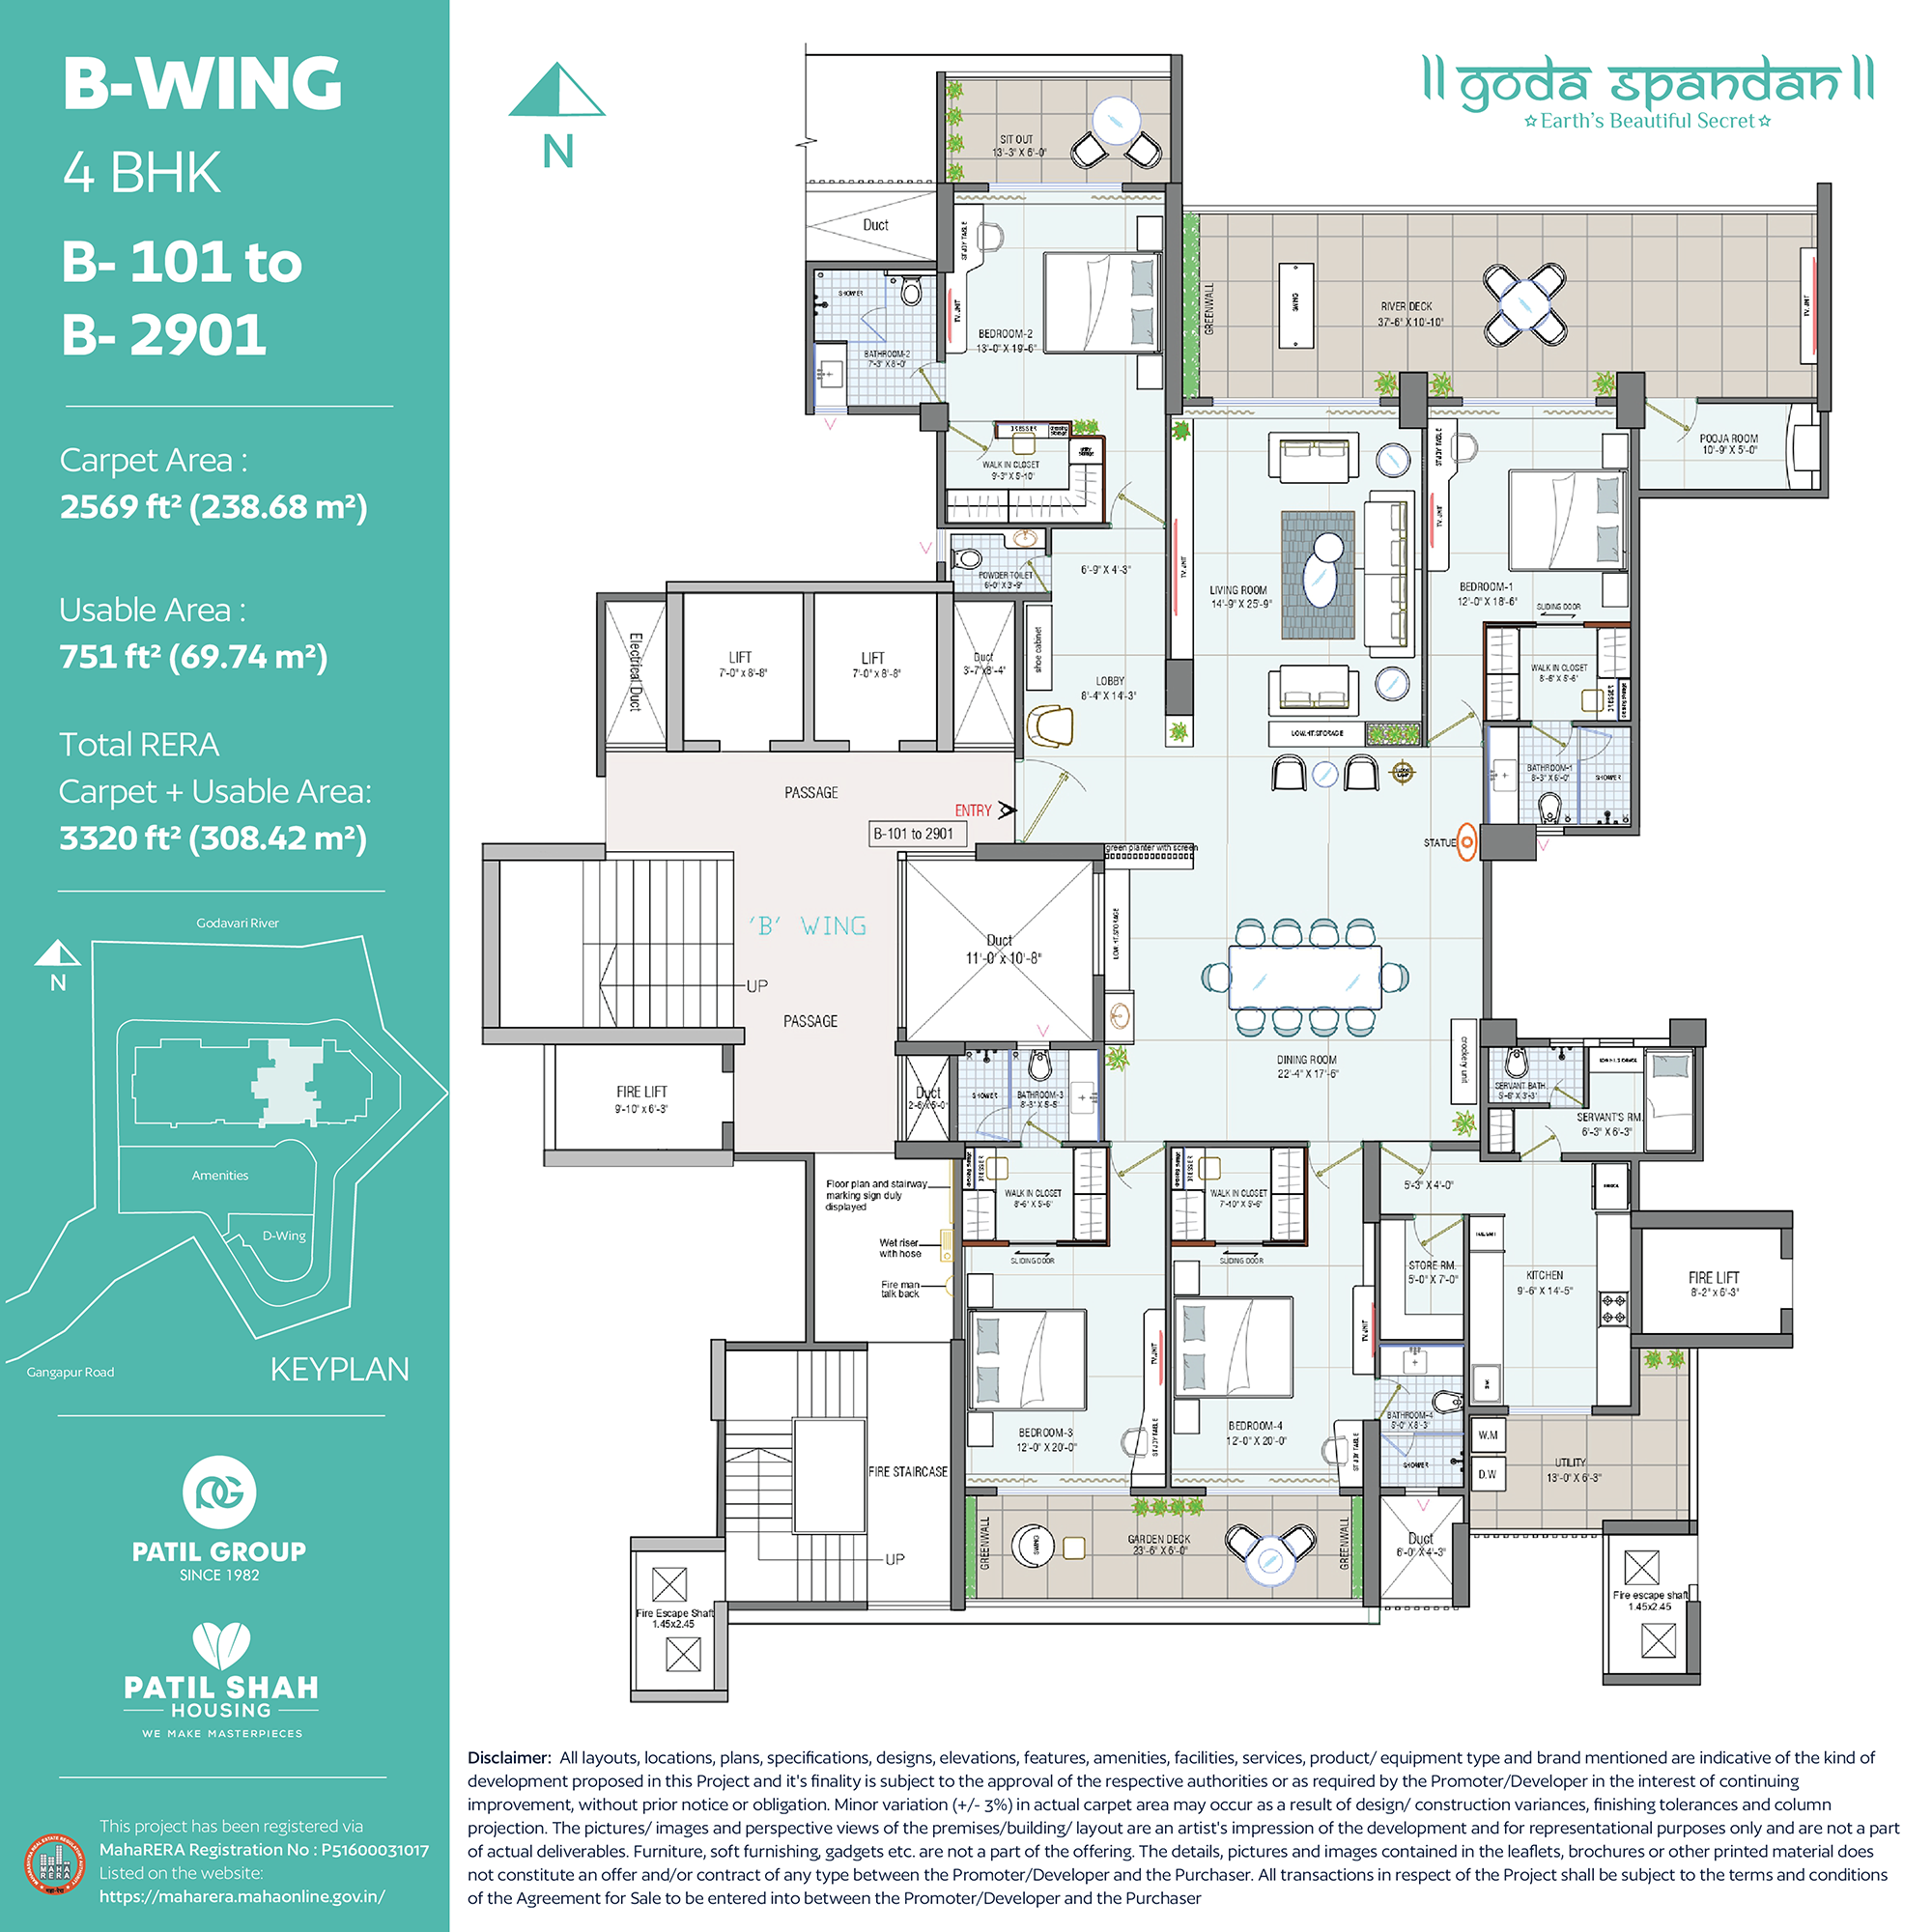 B-WING
4 BHK
B- 101 to
B- 2901
Carpet Area :
2569 ft² (238.68 m²)
Usable Area :
751 ft² (69.74 m²)
Total RERA
Carpet + Usable Area:
3320 ft² (308.42 m²)
Godavari River
N
Amenities
D-Wing
Gangapur Road
KEYPLAN
PG
PATIL GROUP
SINCE 1982
PATIL SHAH
HOUSING
WE MAKE MASTERPIECES
MAHA
RERA
This project has been registered via
MahaRERA Registration No : P51600031017
Listed on the website:
https://maharera.mahaonline.gov.in/
N
|| goda spandan ||
Earth's Beautiful Secret
SIT OUT
13'-3" X 6'-0"
Duct
STUDY TABLE
SHOWER
T.V. UNIT
BEDROOM-2
13'-0" X 19'-6"
BATHROOM-2
7'-3" X 8'-0"
GREENWALL
SWING
RIVER DECK
37'-6" X 10'-10"
T.V. UNIT
DRESSER
WALK IN CLOSET
9'-3" X 5'-10"
STUDY TABLE
POOJA ROOM
10'-9" X 5'-0"
T.V. UNIT
POWDER TOILET
6'-0" X 3'-9"
6'-9" X 4'-3"
T.V. UNIT
LIVING ROOM
14'-9" X 25'-9"
BEDROOM-1
12'-0" X 18'-6"
SLIDING DOOR
Electrical Duct
LIFT
7'-0" X 8'-8"
LIFT
7'-0" X 8'-8"
Duct
3'-7"X8'-4"
shoe cabinet
LOBBY
8'-4" X 14'-3"
WALK IN CLOSET
8'-6" X 5'-6"
DRESSER
LOW.HT.STORAGE
BATHROOM-1
8'-3" X 6'-0"
SHOWER
PASSAGE
ENTRY
B-101 to 2901
STATUE
green planter with screen
'B' WING
Duct
11'-0" X 10'-8"
LOW.HT.STORAGE
UP
PASSAGE
DINING ROOM
22'-4" X 17'-6"
crockery unit
FIRE LIFT
9'-10" X 6'-3"
Duct
2'-6"X5'-0"
SHOWER
BATHROOM-3
8'-3" X 5'-5"
SERVANT BATH.
5'-6" X 3'-3"
SERVANT'S RM.
6'-3" X 6'-3"
Floor plan and stairway
marking sign duly
displayed
DRESSER
WALK IN CLOSET
8'-6" X 5'-6"
DRESSER
WALK IN CLOSET
7'-10" X 5'-6"
5'-3" X 4'-0"
Wet riser
with hose
SLIDING DOOR
SLIDING DOOR
STORE RM.
5'-0" X 7'-0"
KITCHEN
9'-6" X 14'-5"
FIRE LIFT
8'-2" X 6'-3"
Fire man
talk back
T.V. UNIT
T.V. UNIT
BEDROOM-3
12'-0" X 20'-0"
STUDY TABLE
BEDROOM-4
12'-0" X 20'-0"
STUDY TABLE
BATHROOM-4
5'-0" X 8'-3"
SHOWER
W.M
D.W
UTILITY
13'-0" X 6'-3"
FIRE STAIRCASE
UP
GREENWALL
SWING
GARDEN DECK
23'-6" X 6'-0"
GREENWALL
Duct
6'-0" X 4'-3"
Fire Escape Shaft
1.45x2.45
Fire escape shaft
1.45x2.45
Disclaimer: All layouts, locations, plans, specifications, designs, elevations, features, amenities, facilities, services, product/ equipment type and brand mentioned are indicative of the kind of
development proposed in this Project and it's finality is subject to the approval of the respective authorities or as required by the Promoter/Developer in the interest of continuing
improvement, without prior notice or obligation. Minor variation (+/- 3%) in actual carpet area may occur as a result of design/ construction variances, finishing tolerances and column
projection. The pictures/ images and perspective views of the premises/building/ layout are an artist's impression of the development and for representational purposes only and are not a part
of actual deliverables. Furniture, soft furnishing, gadgets etc. are not a part of the offering. The details, pictures and images contained in the leaflets, brochures or other printed material does
not constitute an offer and/or contract of any type between the Promoter/Developer and the Purchaser. All transactions in respect of the Project shall be subject to the terms and conditions
of the Agreement for Sale to be entered into between the Promoter/Developer and the Purchaser